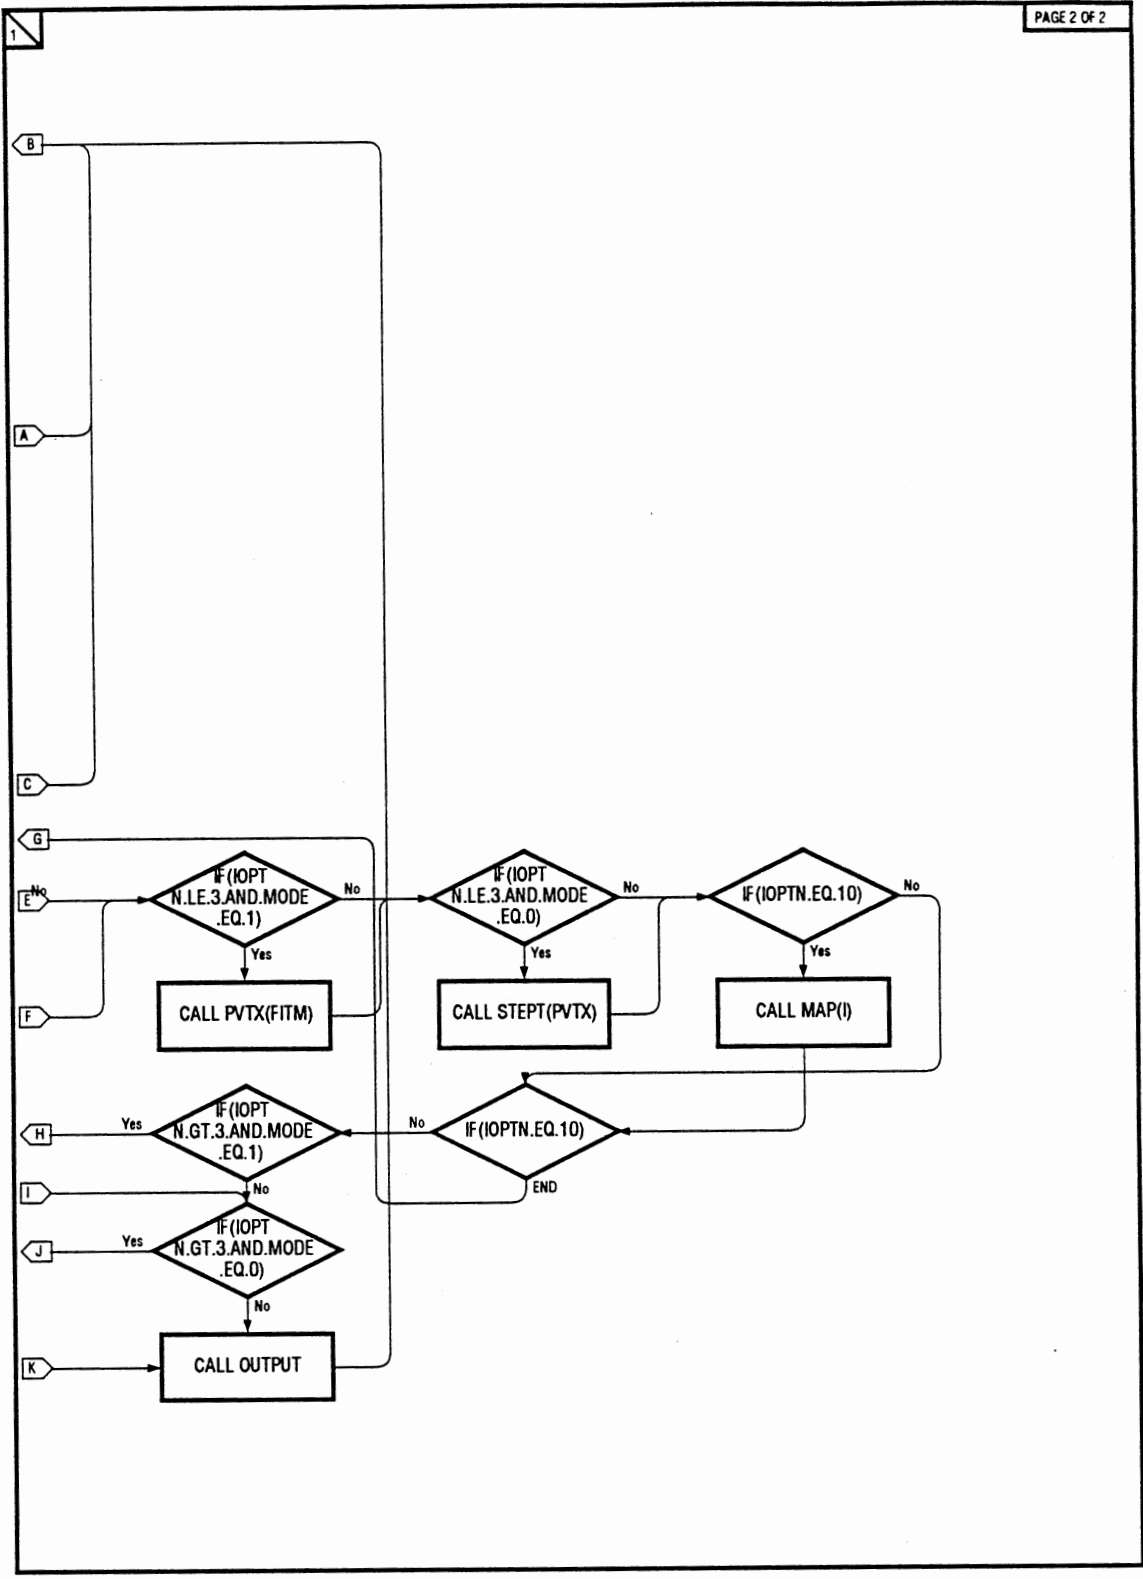 1
PAGE 2 OF 2
B
A
C
G
E
No
IF(IOPT
N.LE.3.AND.MODE
.EQ.1)
No
IF(IOPT
N.LE.3.AND.MODE
.EQ.0)
No
IF(IOPTN.EQ.10)
No
Yes
Yes
Yes
F
CALL PVTX(FITM)
CALL STEPT(PVTX)
CALL MAP(I)
H
Yes
IF(IOPT
N.GT.3.AND.MODE
.EQ.1)
No
IF(IOPTN.EQ.10)
I
No
END
J
Yes
IF(IOPT
N.GT.3.AND.MODE
.EQ.0)
No
K
CALL OUTPUT